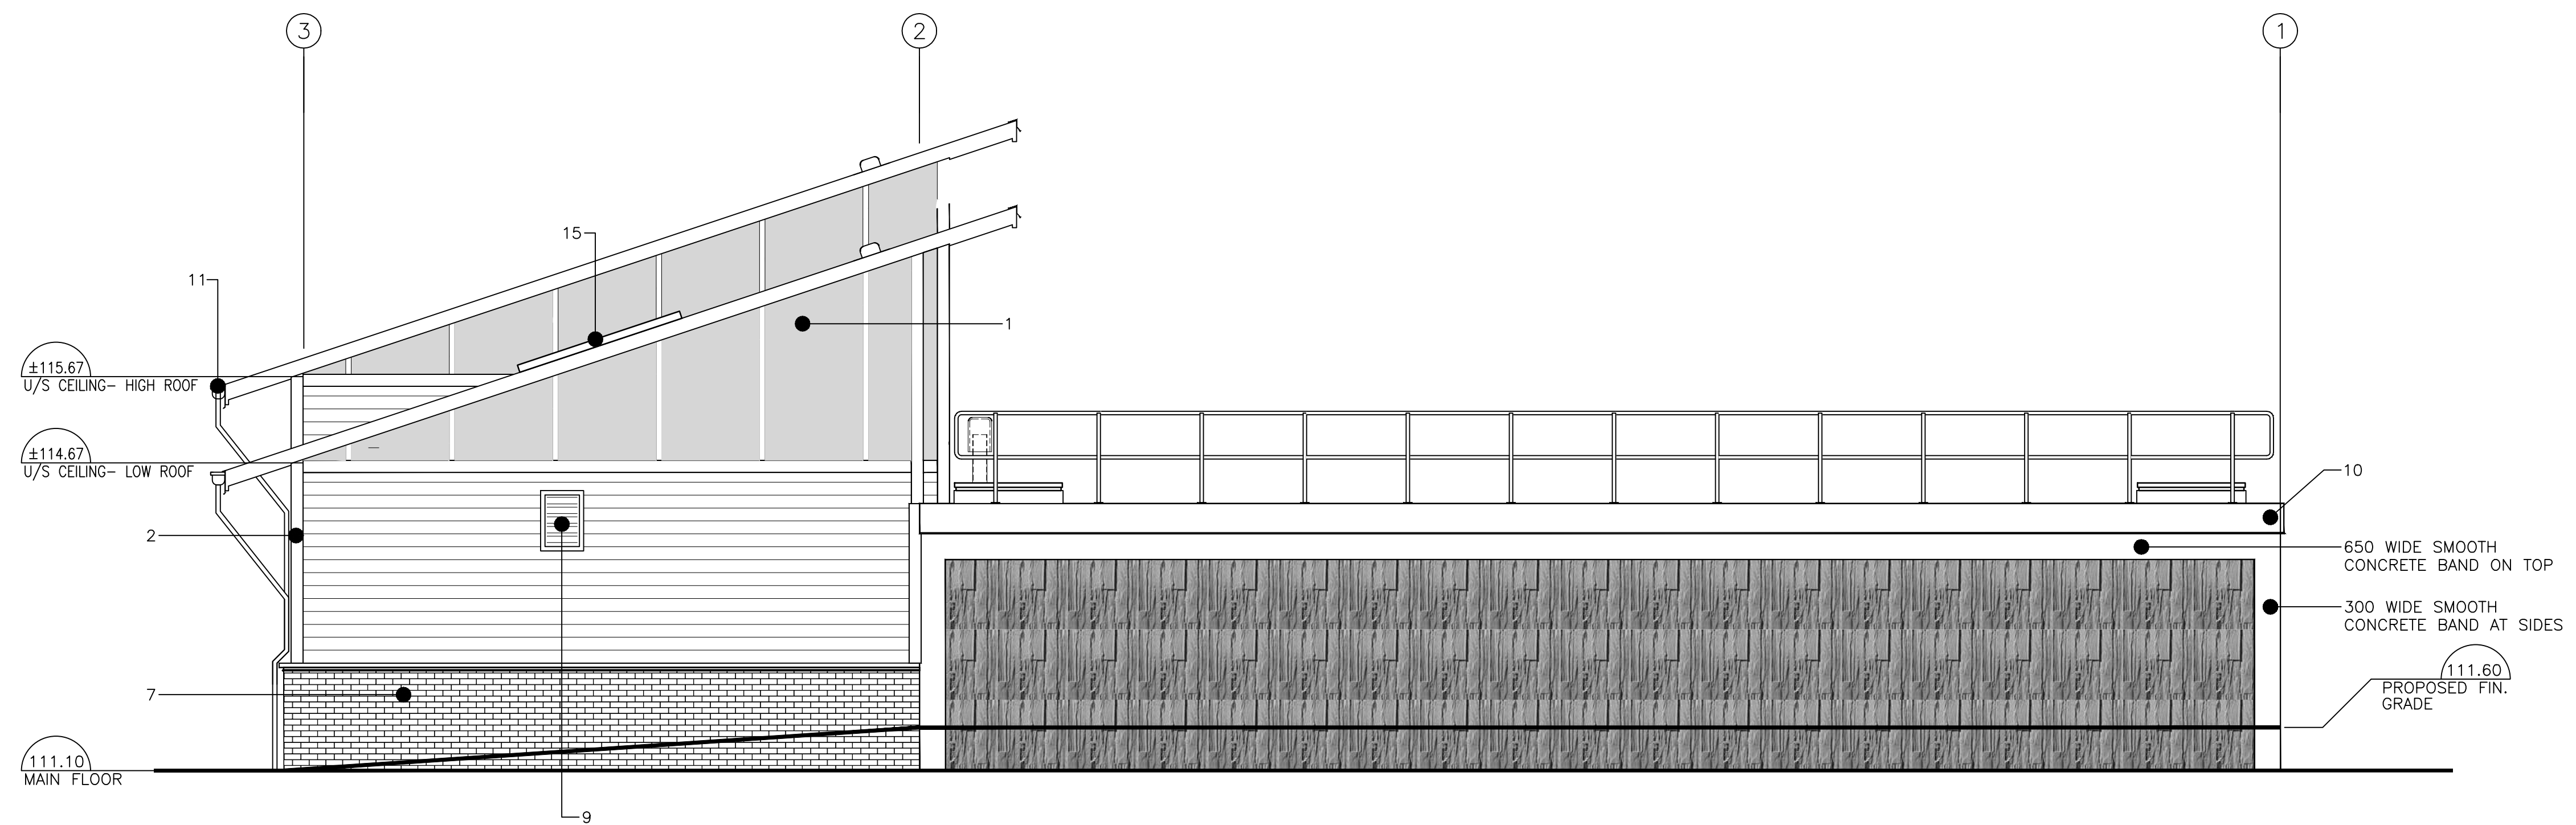 3
2
1
15
11
1
±115.67
U/S CEILING- HIGH ROOF
±114.67
U/S CEILING- LOW ROOF
10
2
650 WIDE SMOOTH
CONCRETE BAND ON TOP
300 WIDE SMOOTH
CONCRETE BAND AT SIDES
111.60
PROPOSED FIN.
GRADE
7
111.10
MAIN FLOOR
9